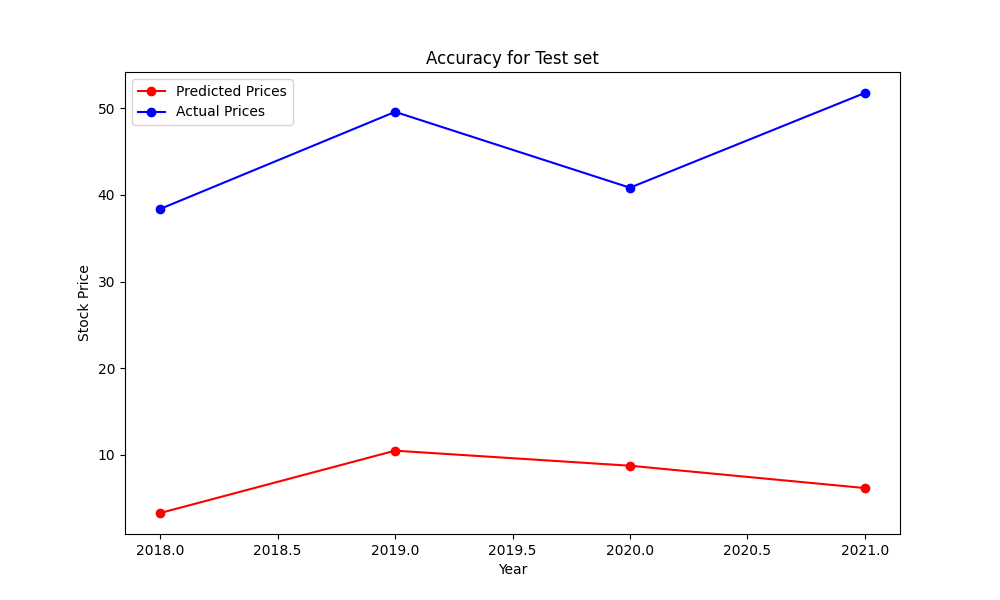 Accuracy for Test set
Predicted Prices
Actual Prices
50
40
30
20
10
Stock Price
2018.0 2018.5 2019.0 2019.5 2020.0 2020.5 2021.0
Year